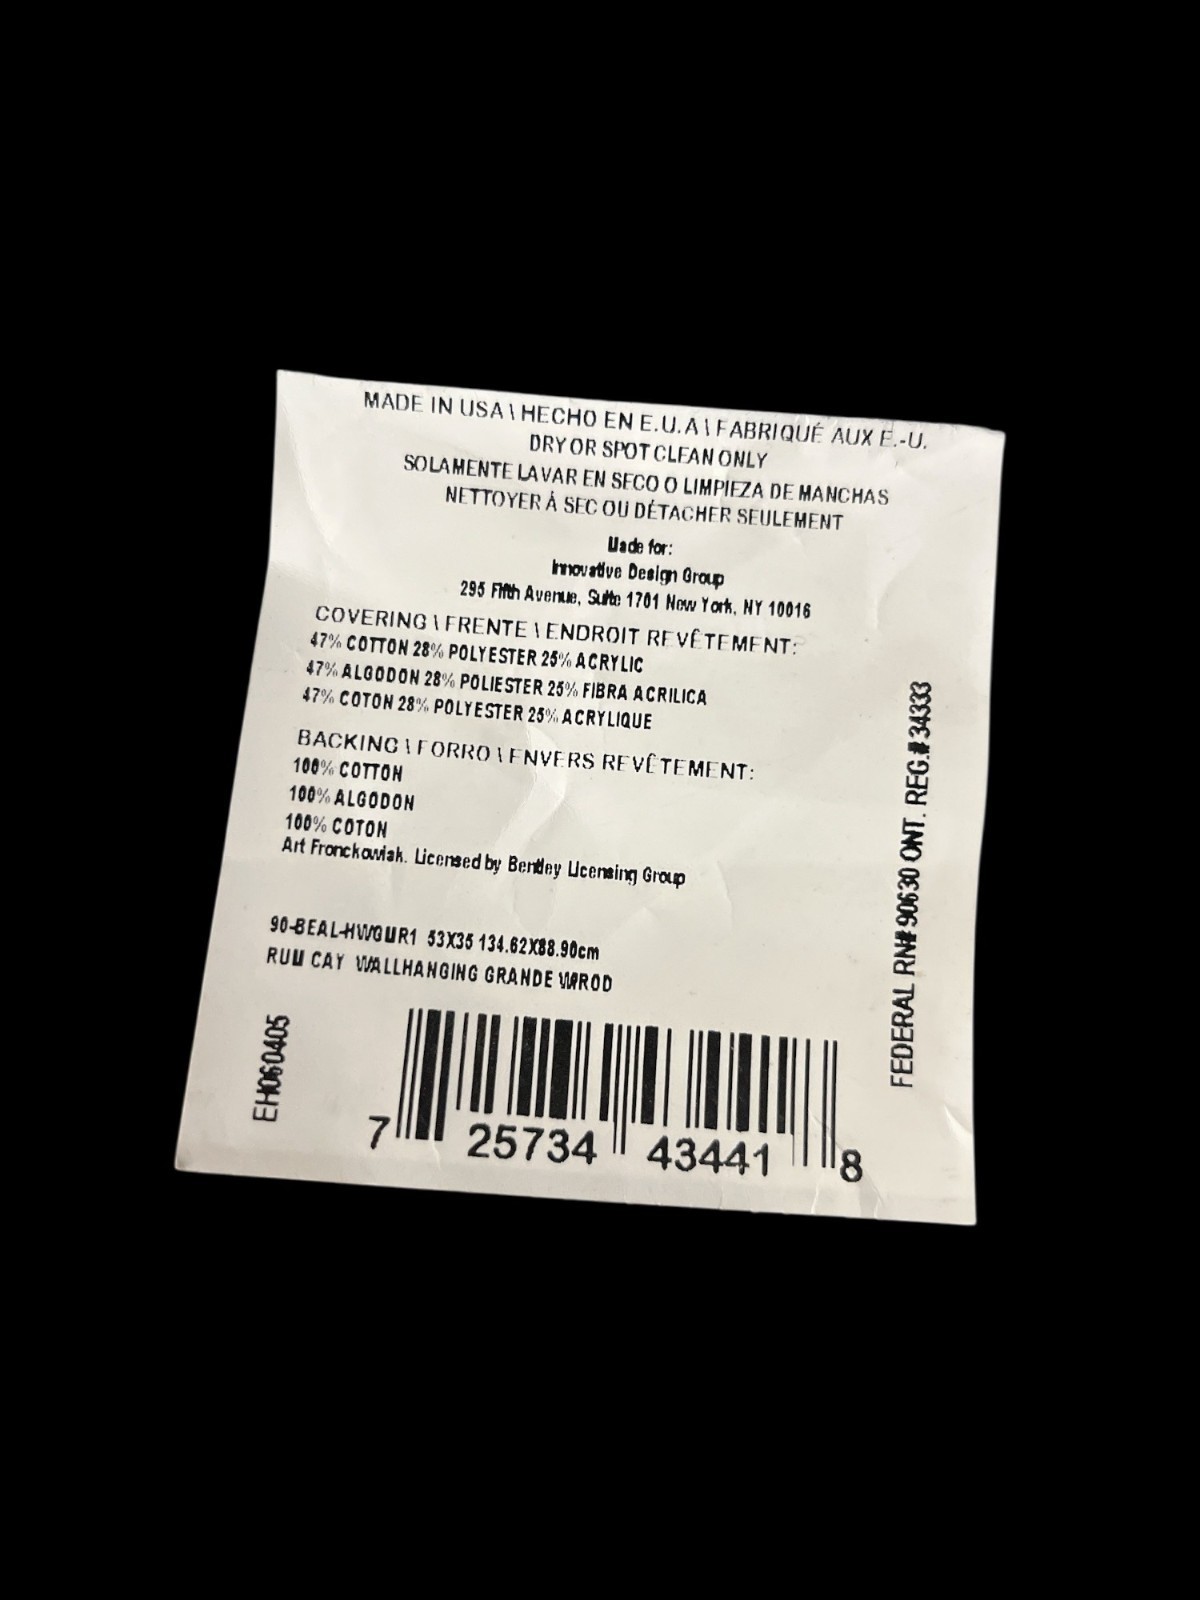 MADE IN USA \ HECHO EN E.U.A \ FABRIQUÉ AUX E.-U.
DRY OR SPOT CLEAN ONLY
SOLAMENTE LAVAR EN SECO O LIMPIEZA DE MANCHAS
NETTOYER À SEC OU DÉTACHER SEULEMENT
Made for:
Innovative Design Group
295 Fifth Avenue, Suite 1701 New York, NY 10016
COVERING \ FRENTE \ ENDROIT REVÊTEMENT:
47% COTTON 28% POLYESTER 25% ACRYLIC
47% ALGODON 28% POLIESTER 25% FIBRA ACRILICA
47% COTON 28% POLYESTER 25% ACRYLIQUE
BACKING \ FORRO \ ENVERS REVÊTEMENT:
100% COTTON
100% ALGODON
100% COTON
Art Fronckowiak. Licensed by Bentley Licensing Group
90-BEAL-HWGUR1 53X35 134.62X88.90cm
RUM CAY WALLHANGING GRANDE W/ROD
EH060405
7 25734 43441 8
FEDERAL RN# 90630 ONT. REG.# 34333